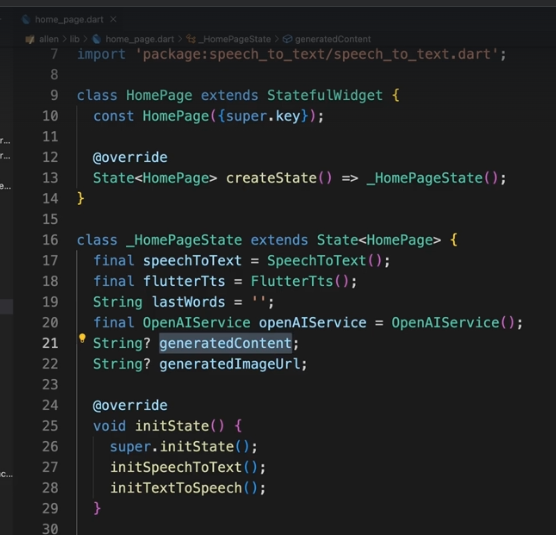 home_page.dart ×
allen > lib > home_page.dart > _HomePageState > generatedContent
7 import 'package:speech_to_text/speech_to_text.dart';
8
9 class HomePage extends StatefulWidget {
10 const HomePage({super.key});
11
12 @override
13 State<HomePage> createState() => _HomePageState();
14 }
15
16 class _HomePageState extends State<HomePage> {
17 final speechToText = SpeechToText();
18 final flutterTts = FlutterTts();
19 String lastWords = '';
20 final OpenAIService openAIService = OpenAIService();
21 String? generatedContent;
22 String? generatedImageUrl;
23
24 @override
25 void initState() {
26 super.initState();
27 initSpeechToText();
28 initTextToSpeech();
29 }
30